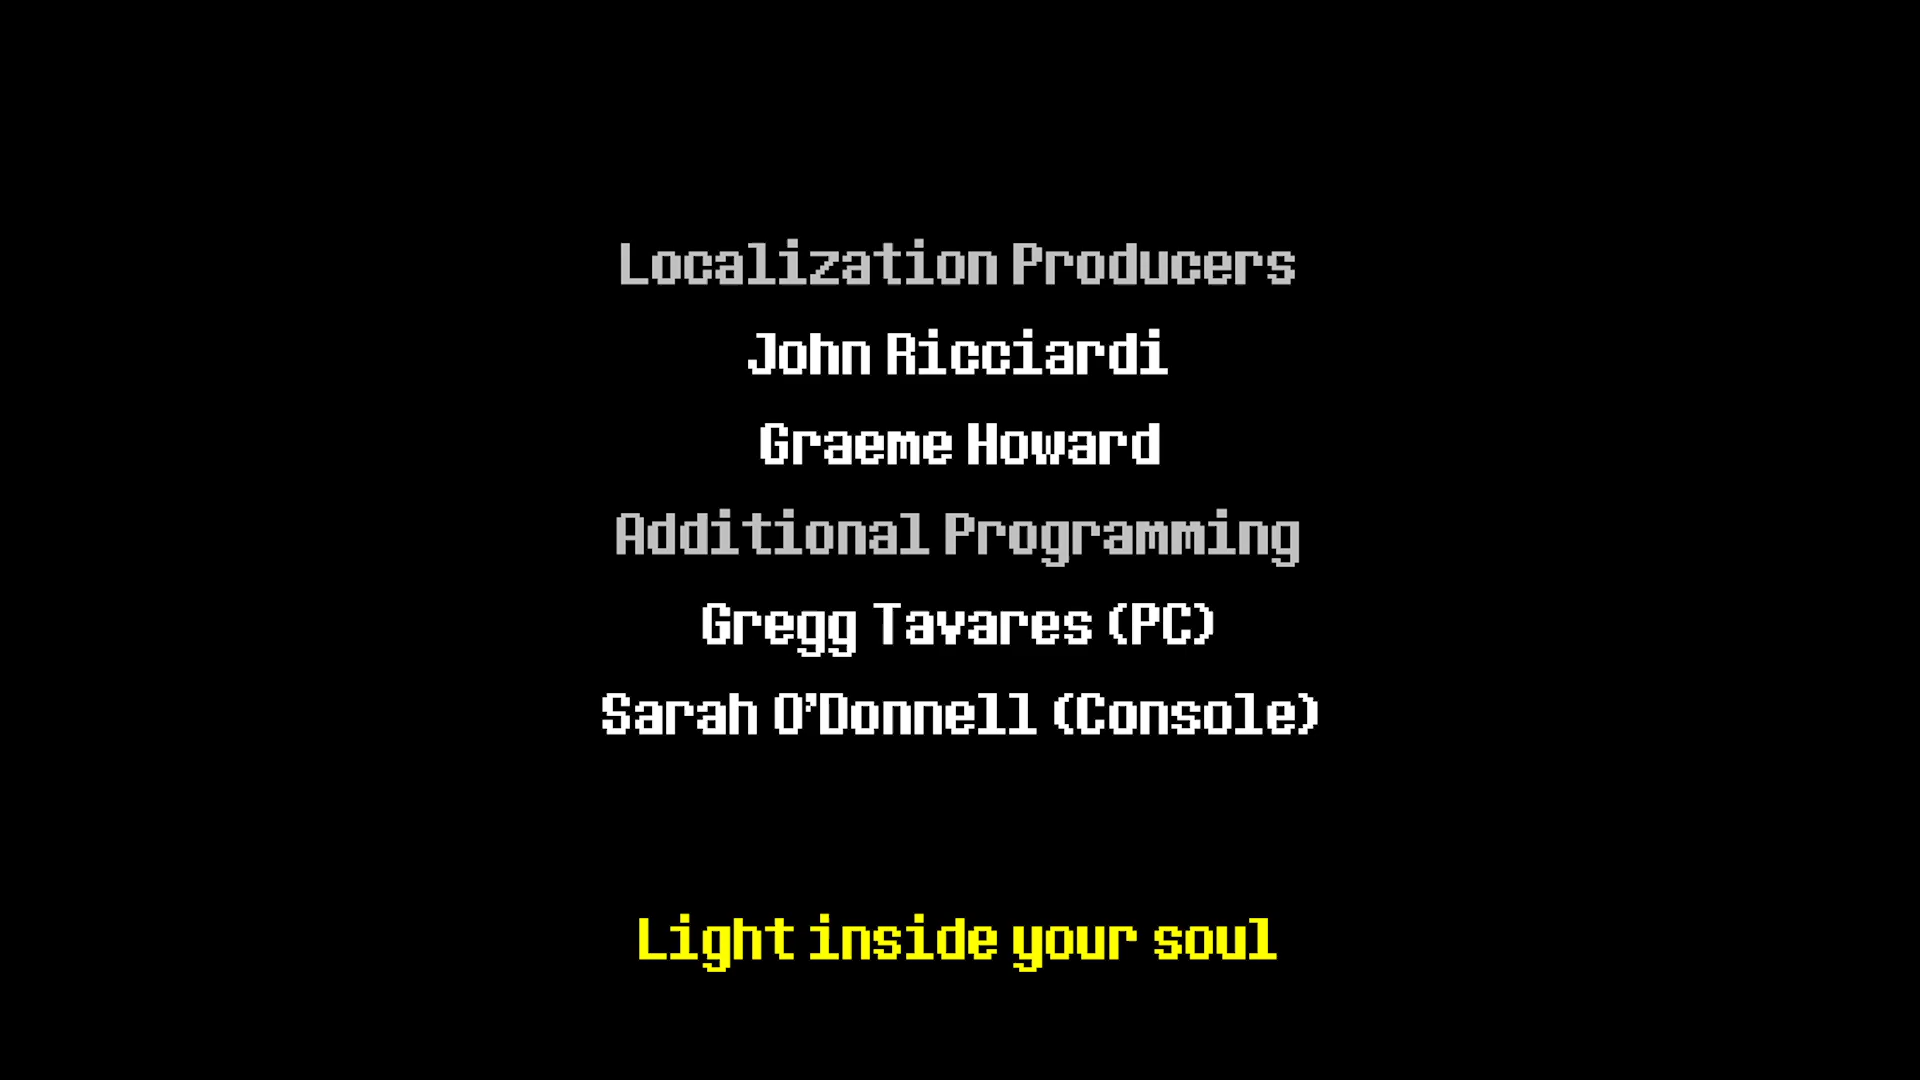 Localization Producers
John Ricciardi
Graeme Howard
Additional Programming
Gregg Tavares (PC)
Sarah O'Donnell (Console)
Light inside your soul